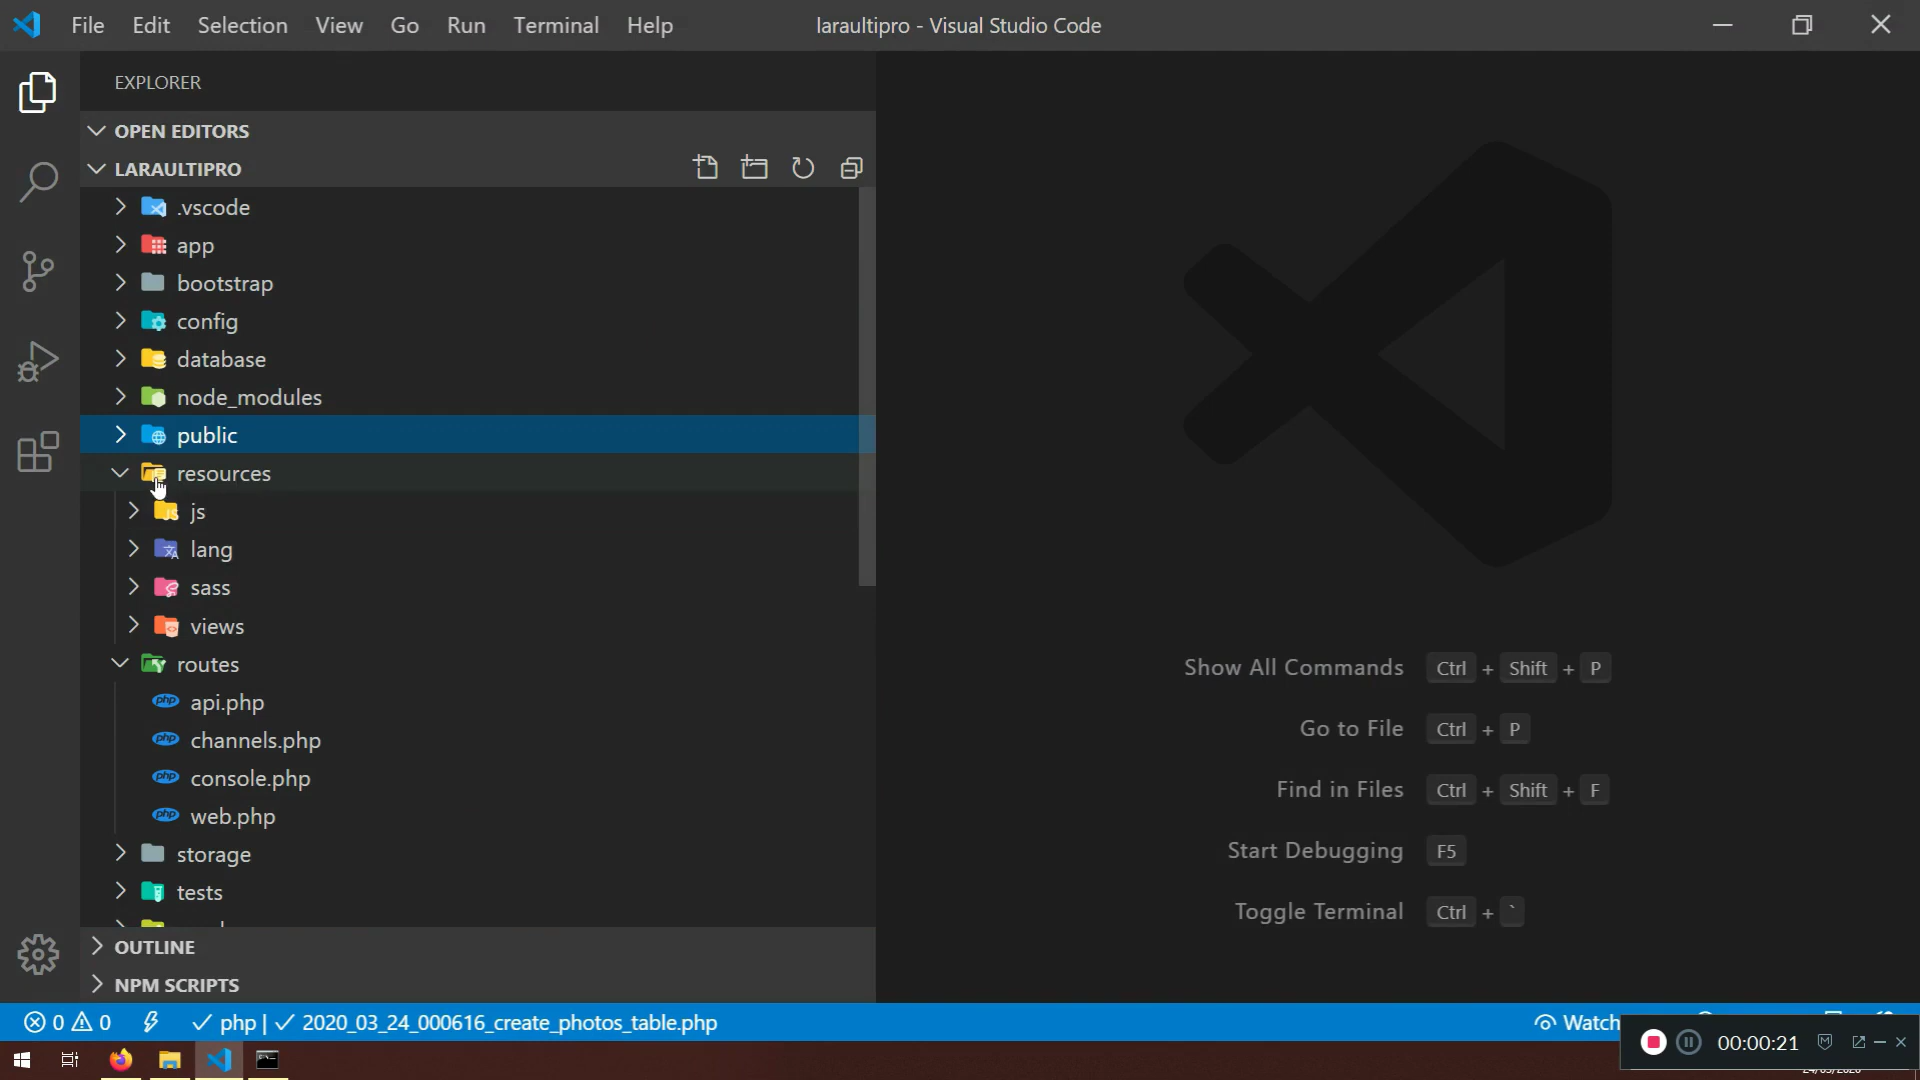 File Edit Selection View Go Run Terminal Help
laraultipro - Visual Studio Code
EXPLORER
OPEN EDITORS
LARAULTIPRO
.vscode
app
bootstrap
config
database
node_modules
public
resources
js
lang
sass
views
routes
api.php
channels.php
console.php
web.php
storage
tests
OUTLINE
NPM SCRIPTS
Show All Commands Ctrl + Shift + P
Go to File Ctrl + P
Find in Files Ctrl + Shift + F
Start Debugging F5
Toggle Terminal Ctrl + `
0 0 php | 2020_03_24_000616_create_photos_table.php
Watch
00:00:21